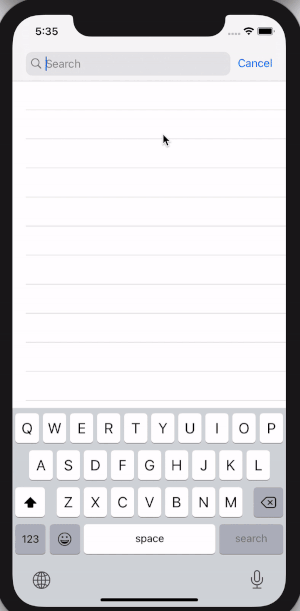 5:35
Search
Cancel
Q W E R T Y U I O P
A S D F G H J K L
Z X C V B N M
123 space search